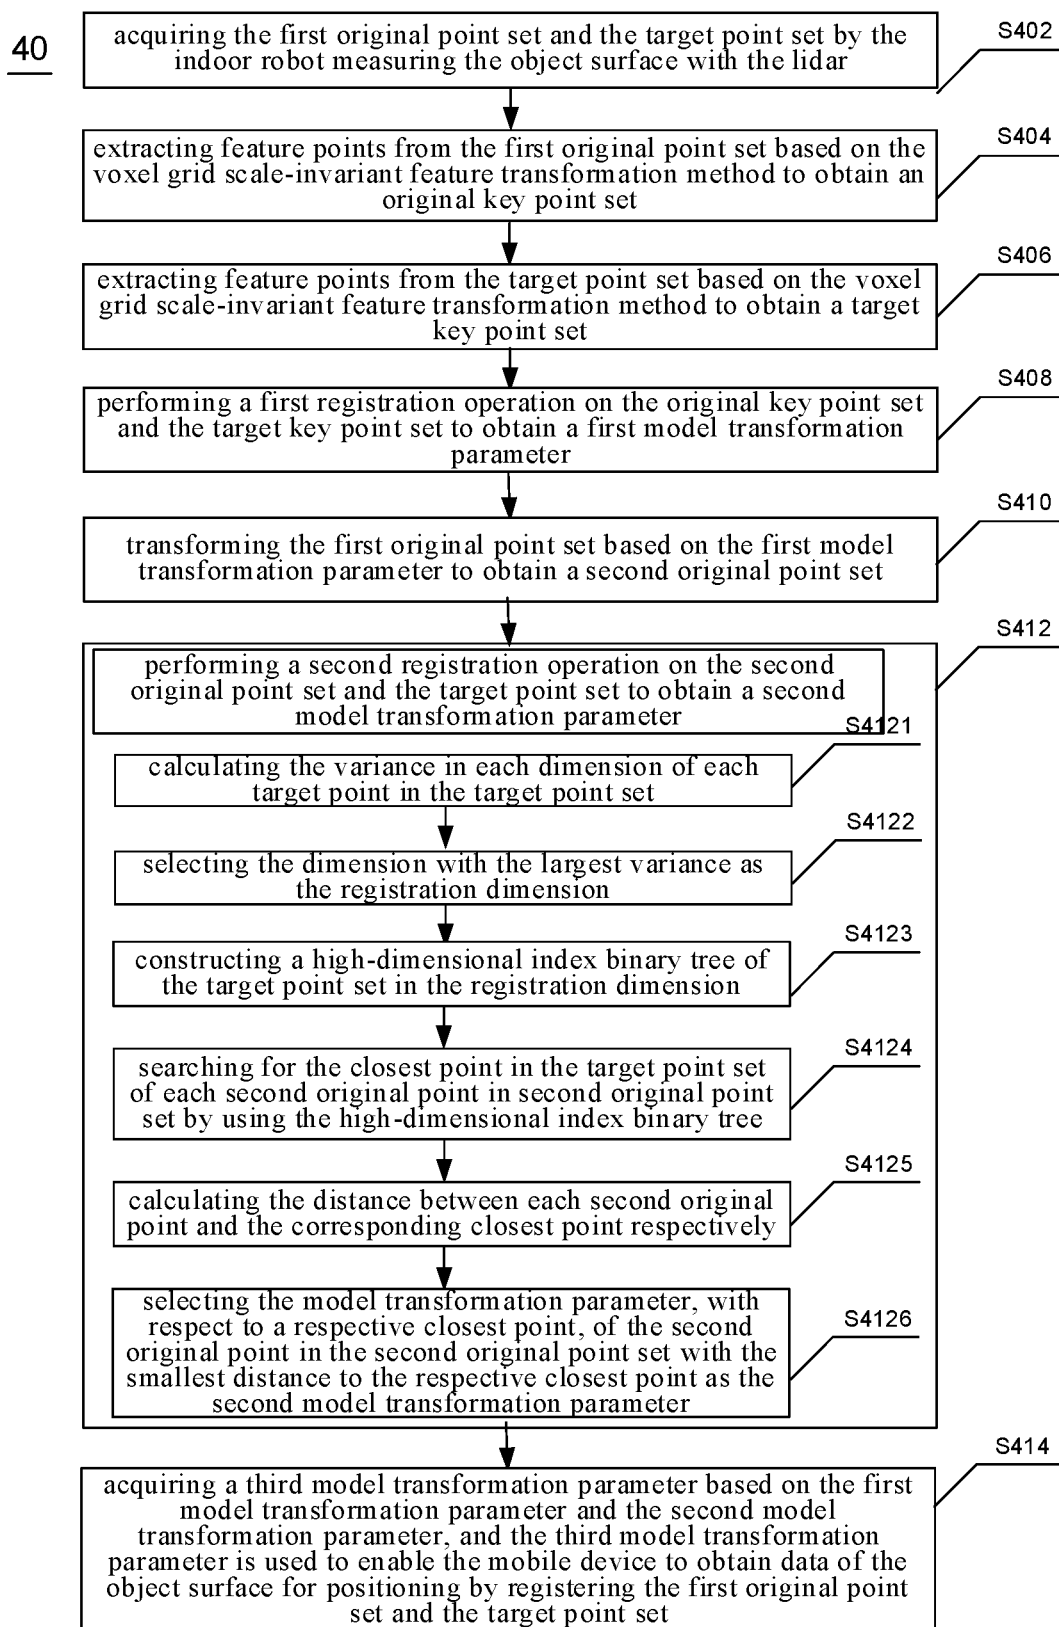 40
acquiring the first original point set and the target point set by the
indoor robot measuring the object surface with the lidar
S402
extracting feature points from the first original point set based on the
voxel grid scale-invariant feature transformation method to obtain an
original key point set
S404
extracting feature points from the target point set based on the voxel
grid scale-invariant feature transformation method to obtain a target
key point set
S406
performing a first registration operation on the original key point set
and the target key point set to obtain a first model transformation
parameter
S408
transforming the first original point set based on the first model
transformation parameter to obtain a second original point set
S410
performing a second registration operation on the second
original point set and the target point set to obtain a second
model transformation parameter
S412
calculating the variance in each dimension of each
target point in the target point set
S4121
selecting the dimension with the largest variance as
the registration dimension
S4122
constructing a high-dimensional index binary tree of
the target point set in the registration dimension
S4123
searching for the closest point in the target point set
of each second original point in second original point
set by using the high-dimensional index binary tree
S4124
calculating the distance between each second original
point and the corresponding closest point respectively
S4125
selecting the model transformation parameter, with
respect to a respective closest point, of the second
original point in the second original point set with the
smallest distance to the respective closest point as the
second model transformation parameter
S4126
acquiring a third model transformation parameter based on the first
model transformation parameter and the second model
transformation parameter, and the third model transformation
parameter is used to enable the mobile device to obtain data of the
object surface for positioning by registering the first original point
set and the target point set
S414